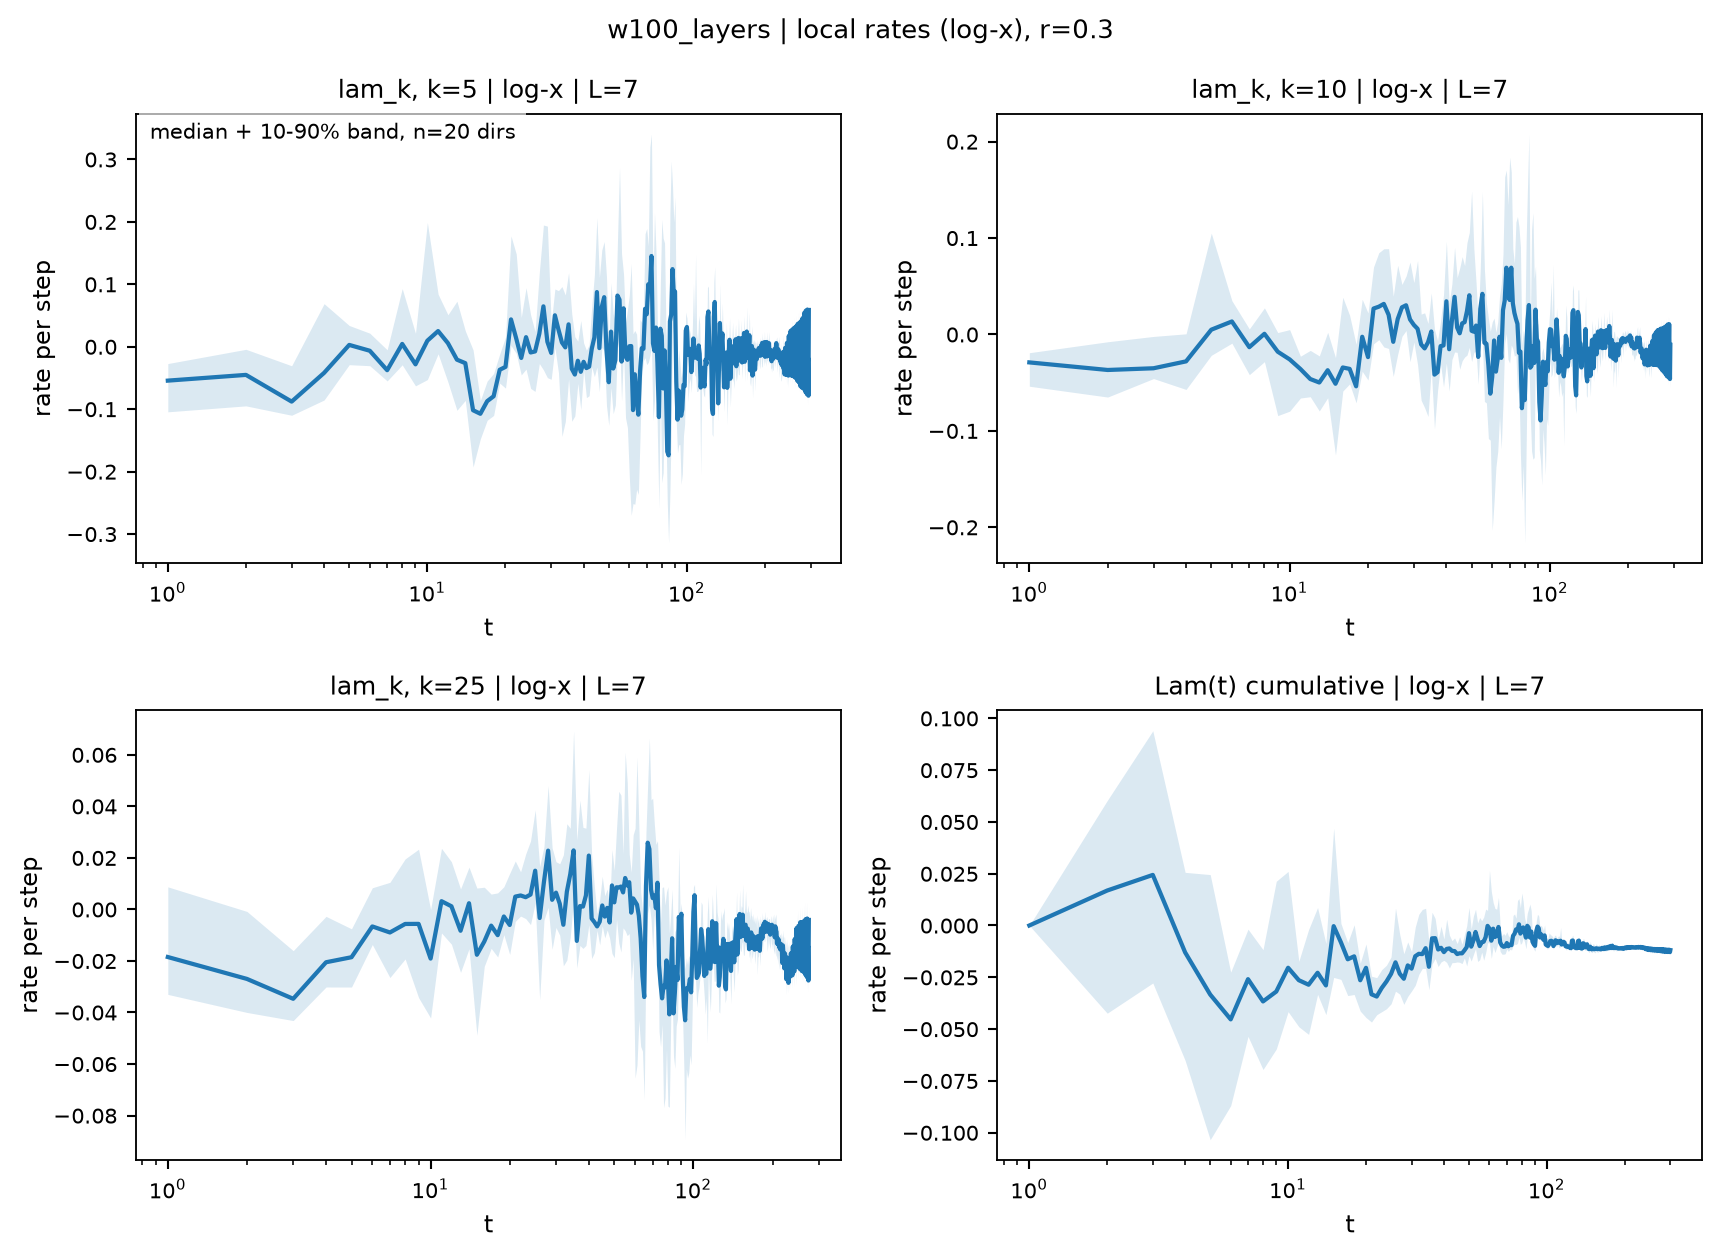 w100_layers | local rates (log-x), r=0.3
lam_k, k=5 | log-x | L=7
median + 10-90% band, n=20 dirs
rate per step
0.3
0.2
0.1
0.0
−0.1
−0.2
−0.3
10⁰
10¹
10²
t
lam_k, k=10 | log-x | L=7
rate per step
0.2
0.1
0.0
−0.1
−0.2
10⁰
10¹
10²
t
lam_k, k=25 | log-x | L=7
rate per step
0.06
0.04
0.02
0.00
−0.02
−0.04
−0.06
−0.08
10⁰
10¹
10²
t
Lam(t) cumulative | log-x | L=7
rate per step
0.100
0.075
0.050
0.025
0.000
−0.025
−0.050
−0.075
−0.100
10⁰
10¹
10²
t